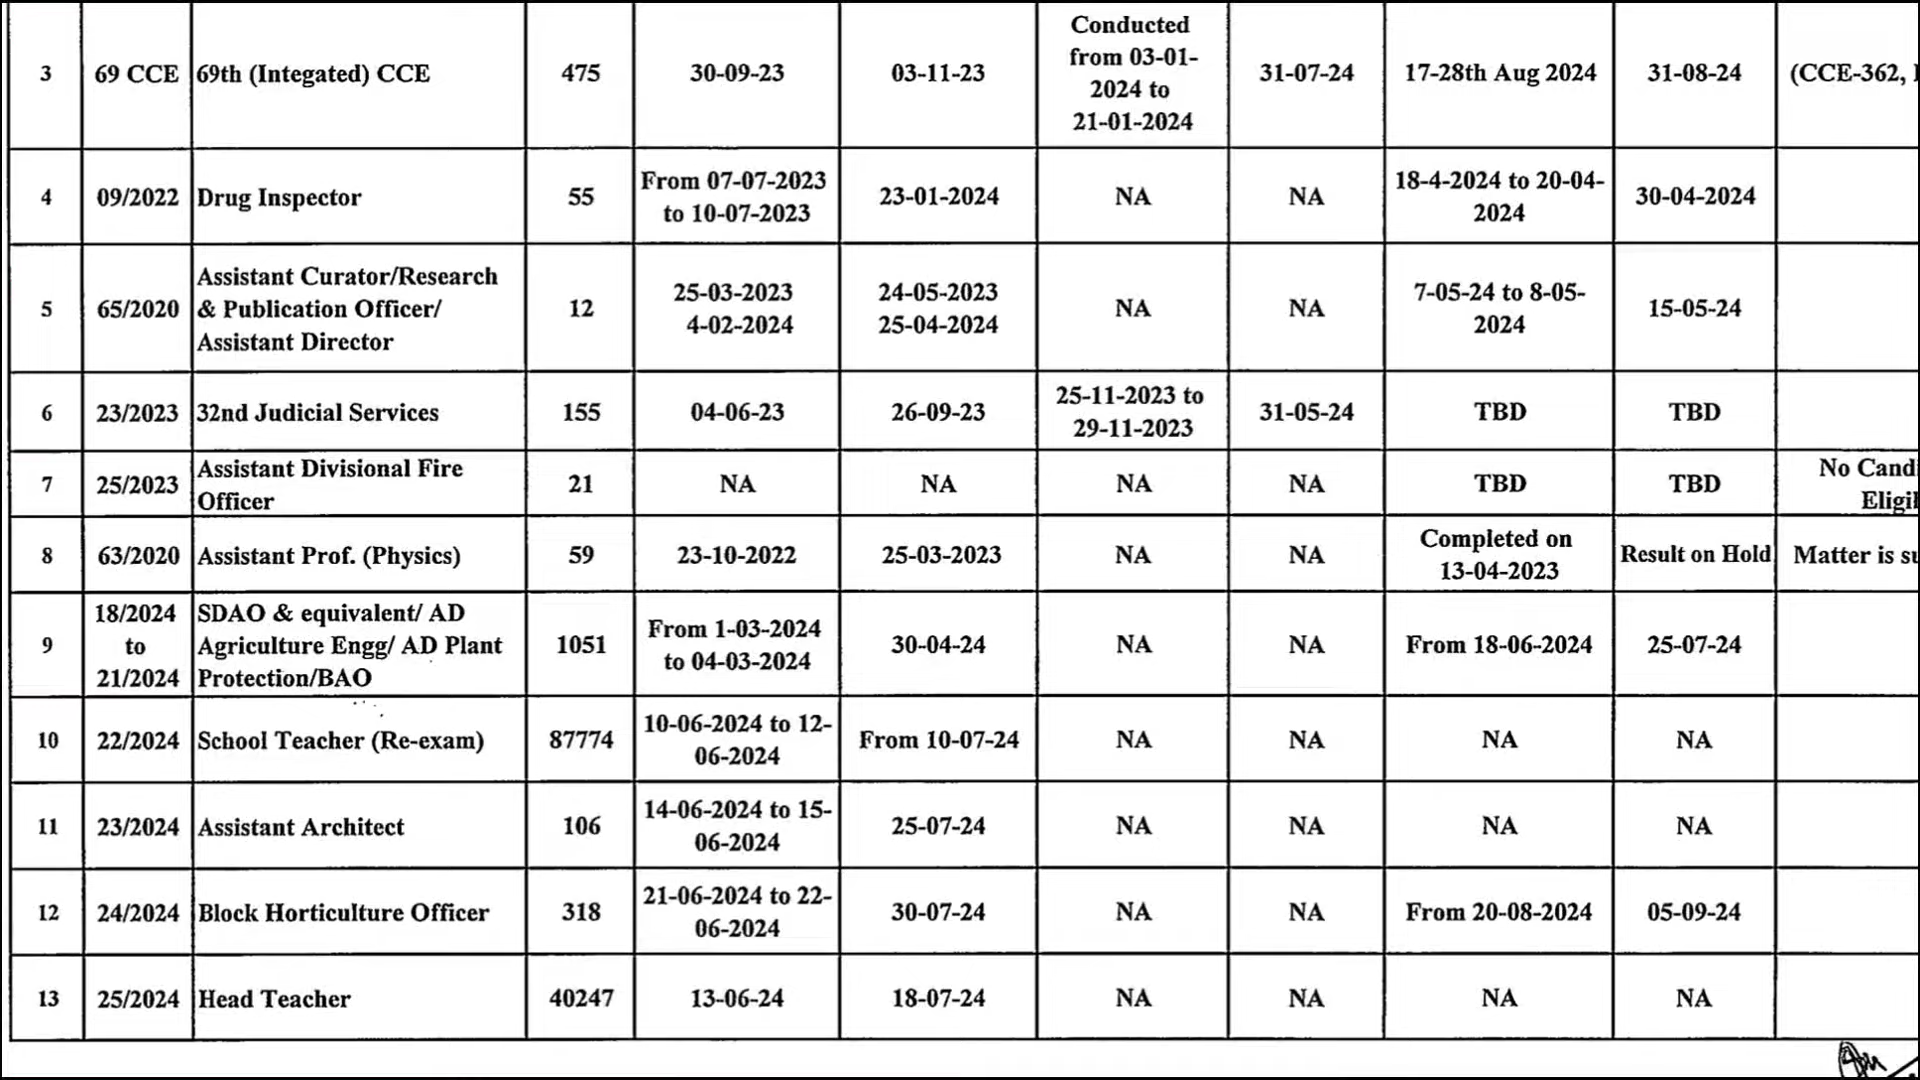 3 69 CCE 69th (Integated) CCE 475 30-09-23 03-11-23 Conducted from 03-01-2024 to 21-01-2024 31-07-24 17-28th Aug 2024 31-08-24 (CCE-362,
4 09/2022 Drug Inspector 55 From 07-07-2023 to 10-07-2023 23-01-2024 NA NA 18-4-2024 to 20-04-2024 30-04-2024
5 65/2020 Assistant Curator/Research & Publication Officer/ Assistant Director 12 25-03-2023 4-02-2024 24-05-2023 25-04-2024 NA NA 7-05-24 to 8-05-2024 15-05-24
6 23/2023 32nd Judicial Services 155 04-06-23 26-09-23 25-11-2023 to 29-11-2023 31-05-24 TBD TBD
7 25/2023 Assistant Divisional Fire Officer 21 NA NA NA NA TBD TBD No
8 63/2020 Assistant Prof. (Physics) 59 23-10-2022 25-03-2023 NA NA Completed on 13-04-2023 Result on Hold Matter is
9 18/2024 to 21/2024 SDAO & equivalent/ AD Agriculture Engg/ AD Plant Protection/BAO 1051 From 1-03-2024 to 04-03-2024 30-04-24 NA NA From 18-06-2024 25-07-24
10 22/2024 School Teacher (Re-exam) 87774 10-06-2024 to 12-06-2024 From 10-07-24 NA NA NA NA
11 23/2024 Assistant Architect 106 14-06-2024 to 15-06-2024 25-07-24 NA NA NA NA
12 24/2024 Block Horticulture Officer 318 21-06-2024 to 22-06-2024 30-07-24 NA NA From 20-08-2024 05-09-24
13 25/2024 Head Teacher 40247 13-06-24 18-07-24 NA NA NA NA